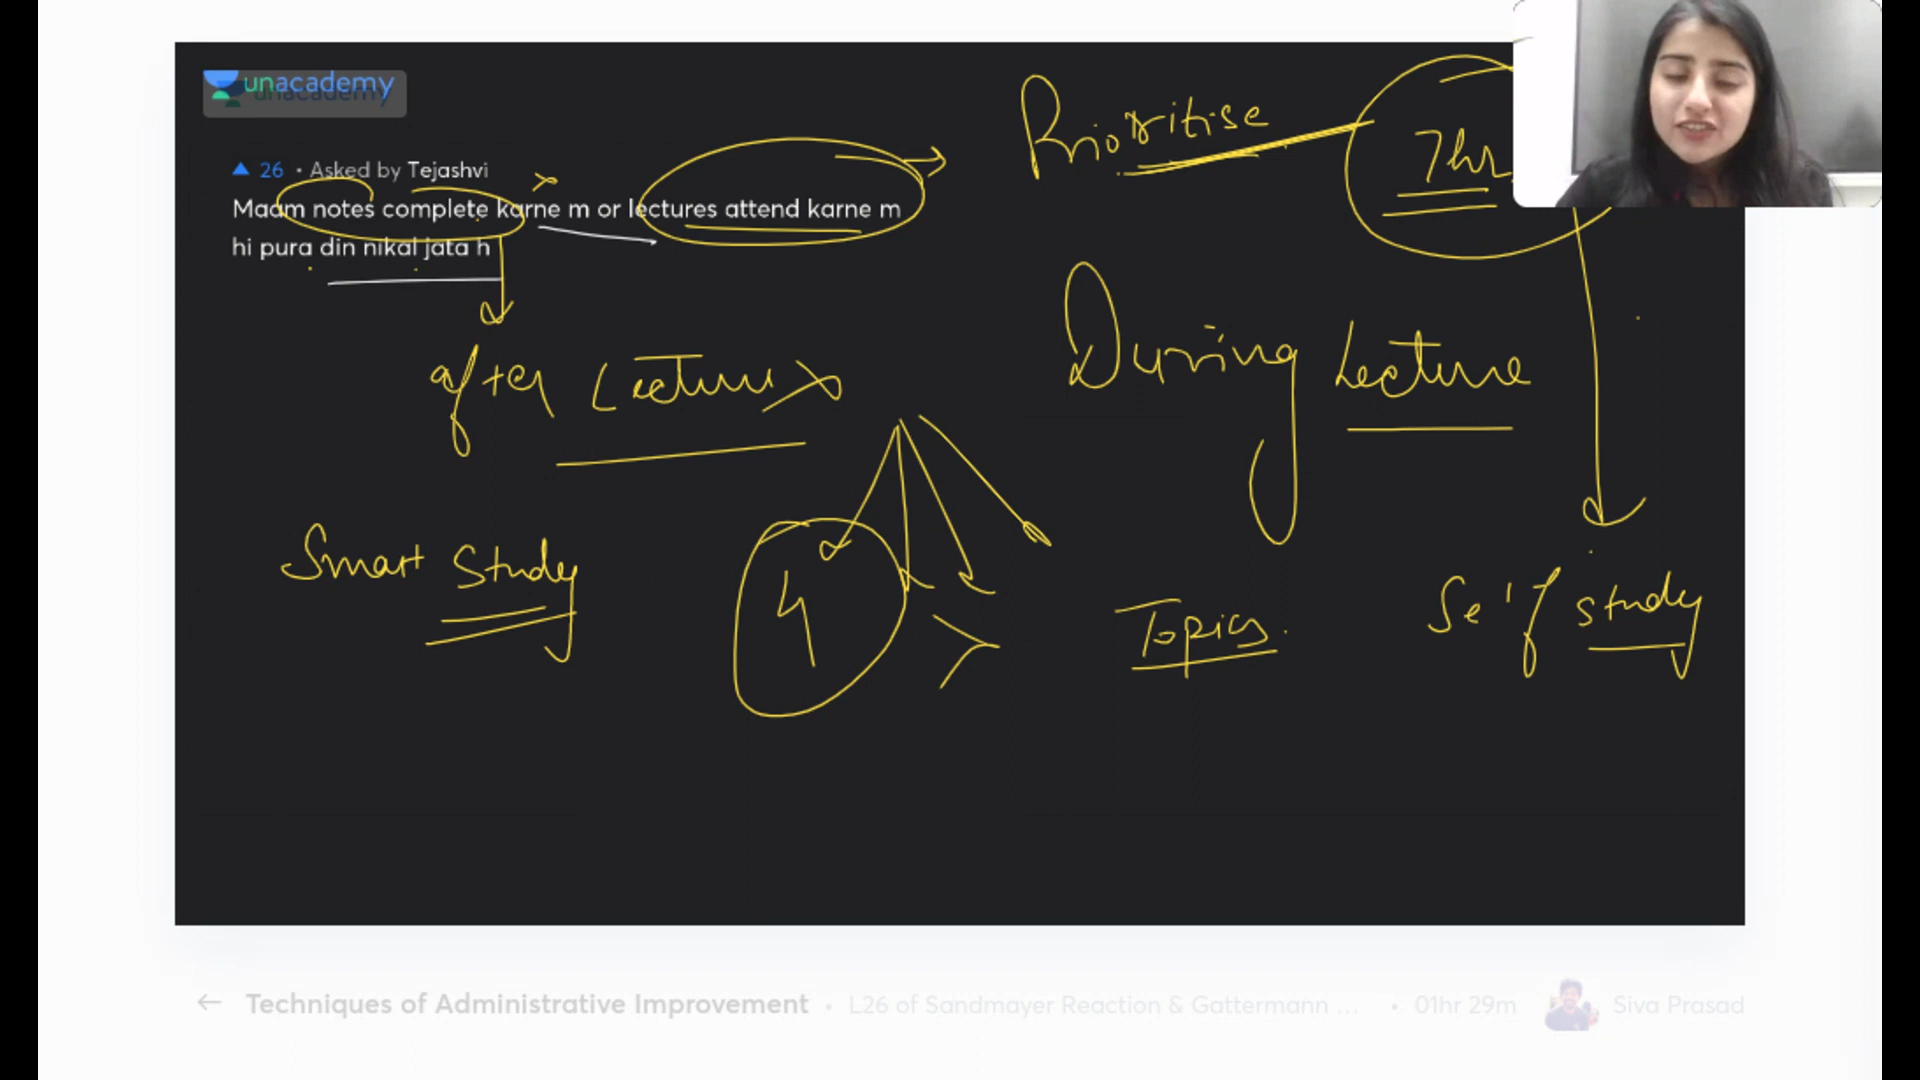 unacademy
26 • Asked by Tejashvi
Maam notes complete karne m or lectures attend karne m
hi pura din nikal jata h
Prioritise
7hr
after Lecture
During Lecture
Smart Study
4
Topics.
Self study
← Techniques of Administrative Improvement • L26 of Sandmayer Reaction & Gattermann ... • 01hr 29m Siva Prasad